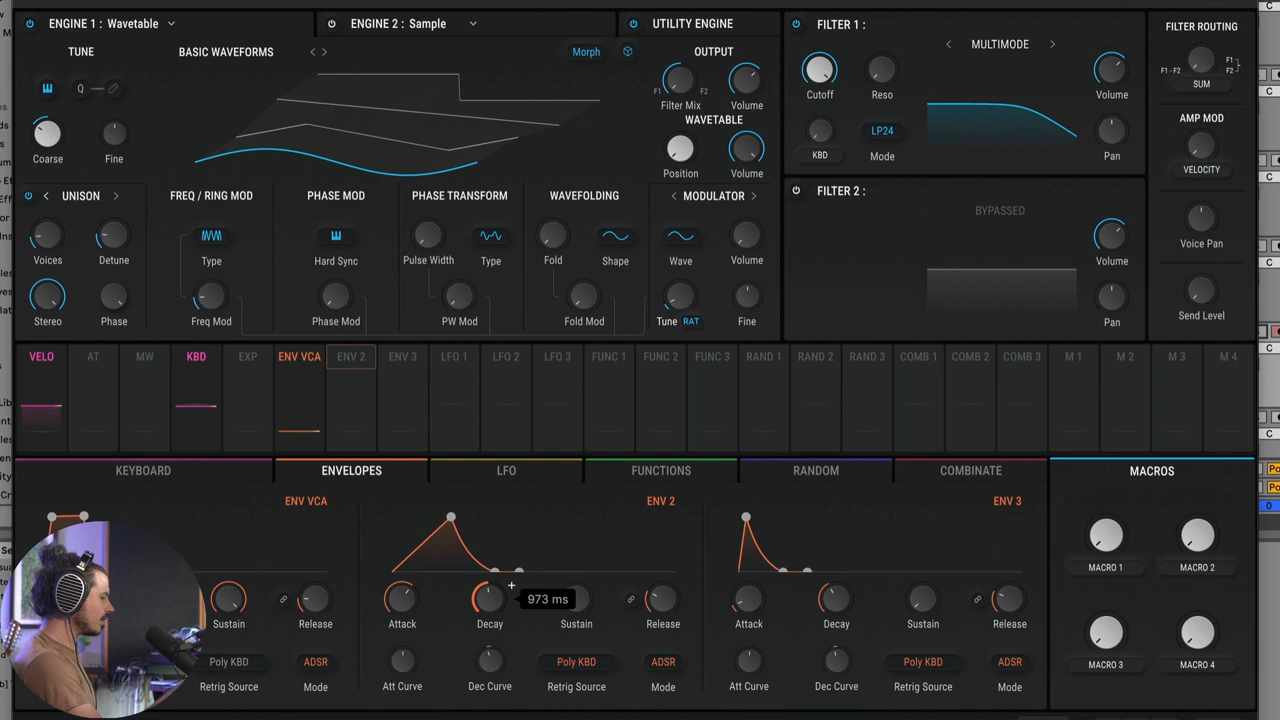 ENGINE 1 : Wavetable
ENGINE 2 : Sample
UTILITY ENGINE
FILTER 1 :
FILTER ROUTING
TUNE
BASIC WAVEFORMS
Morph
OUTPUT
MULTIMODE
F1
F2
Filter Mix
Volume
Cutoff
Reso
Volume
F1 - F2
F1
F2
SUM
Q
WAVETABLE
AMP MOD
Coarse
Fine
Position
Volume
KBD
LP24
Mode
Pan
VELOCITY
UNISON
FREQ / RING MOD
PHASE MOD
PHASE TRANSFORM
WAVEFOLDING
MODULATOR
FILTER 2 :
BYPASSED
Voices
Detune
Type
Hard Sync
Pulse Width
Type
Fold
Shape
Wave
Volume
Volume
Voice Pan
Stereo
Phase
Freq Mod
Phase Mod
PW Mod
Fold Mod
Tune RAT
Fine
Pan
Send Level
VELO
AT
MW
KBD
EXP
ENV VCA
ENV 2
ENV 3
LFO 1
LFO 2
LFO 3
FUNC 1
FUNC 2
FUNC 3
RAND 1
RAND 2
RAND 3
COMB 1
COMB 2
COMB 3
M 1
M 2
M 3
M 4
KEYBOARD
ENVELOPES
LFO
FUNCTIONS
RANDOM
COMBINATE
MACROS
ENV VCA
ENV 2
ENV 3
973 ms
MACRO 1
MACRO 2
Sustain
Release
Attack
Decay
Sustain
Release
Attack
Decay
Sustain
Release
Poly KBD
ADSR
Poly KBD
ADSR
Poly KBD
ADSR
MACRO 3
MACRO 4
Retrig Source
Mode
Att Curve
Dec Curve
Retrig Source
Mode
Att Curve
Dec Curve
Retrig Source
Mode